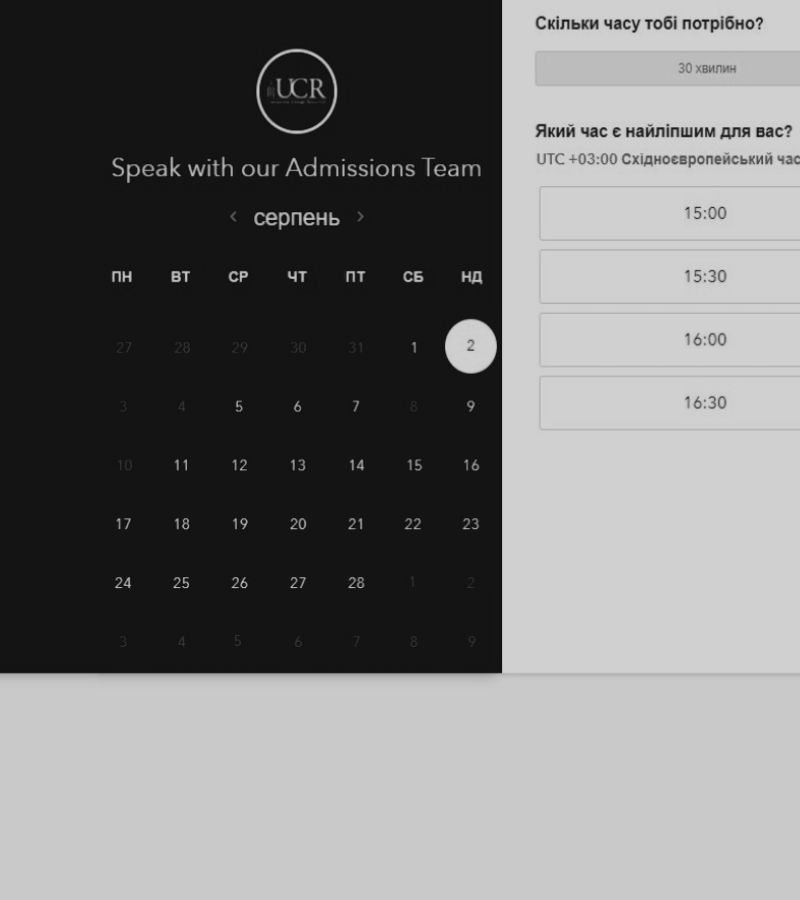 UCR
Speak with our Admissions Team
‹ серпень ›
ПН ВТ СР ЧТ ПТ СБ НД
27 28 29 30 31 1 2
3 4 5 6 7 8 9
10 11 12 13 14 15 16
17 18 19 20 21 22 23
24 25 26 27 28 1 2
3 4 5 6 7 8 9
Скільки часу тобі потрібно?
30 хвилин
Який час є найліпшим для вас?
UTC +03:00 Східноєвропейський час
15:00
15:30
16:00
16:30